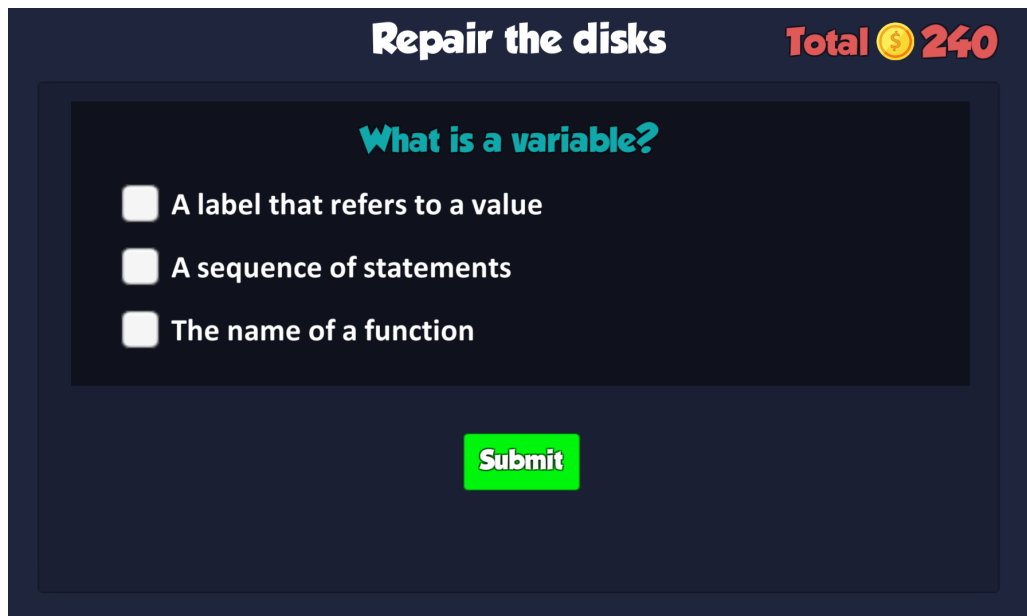 Repair the disks
Total $ 240
What is a variable?
A label that refers to a value
A sequence of statements
The name of a function
Submit